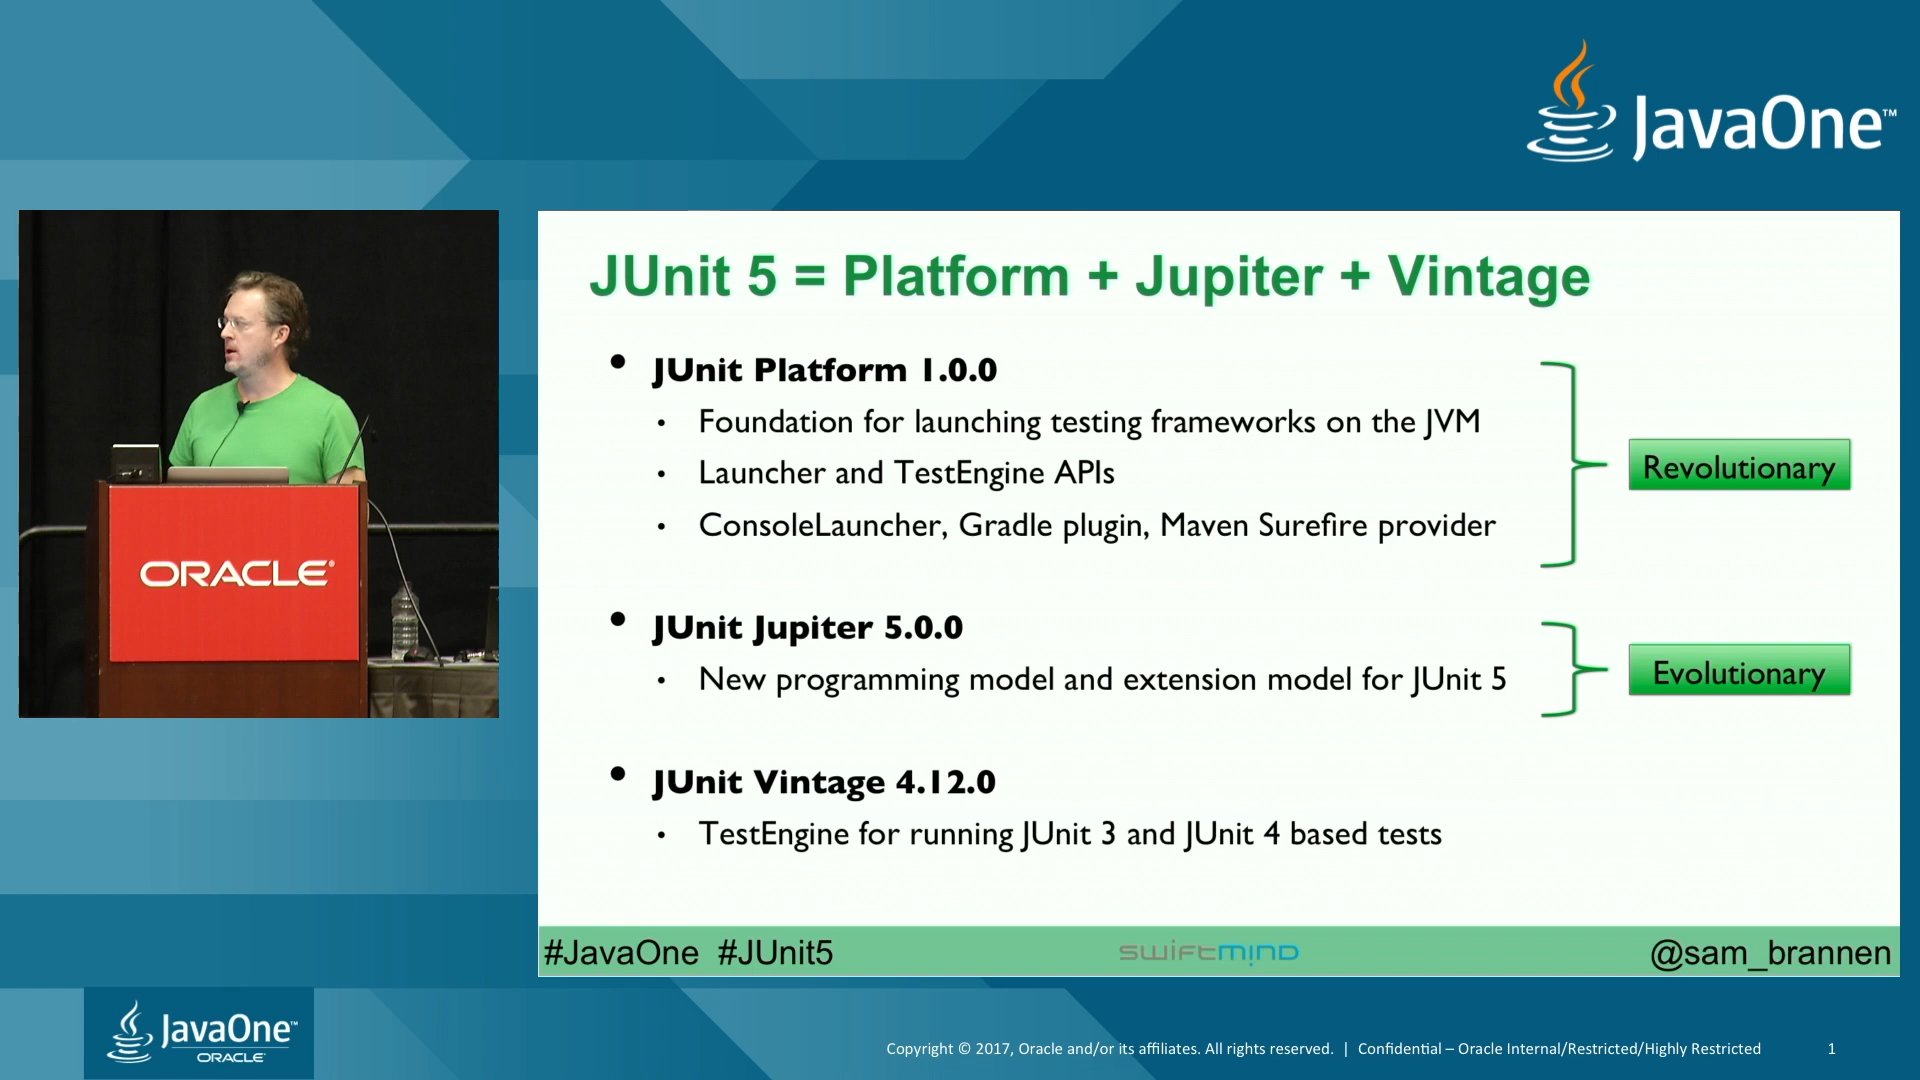 JavaOne™
JUnit 5 = Platform + Jupiter + Vintage
• JUnit Platform 1.0.0
• Foundation for launching testing frameworks on the JVM
• Launcher and TestEngine APIs
• ConsoleLauncher, Gradle plugin, Maven Surefire provider
Revolutionary
• JUnit Jupiter 5.0.0
• New programming model and extension model for JUnit 5
Evolutionary
• JUnit Vintage 4.12.0
• TestEngine for running JUnit 3 and JUnit 4 based tests
#JavaOne #JUnit5
swiftmind
@sam_brannen
ORACLE®
JavaOne™
ORACLE®
Copyright © 2017, Oracle and/or its affiliates. All rights reserved. | Confidential – Oracle Internal/Restricted/Highly Restricted
1